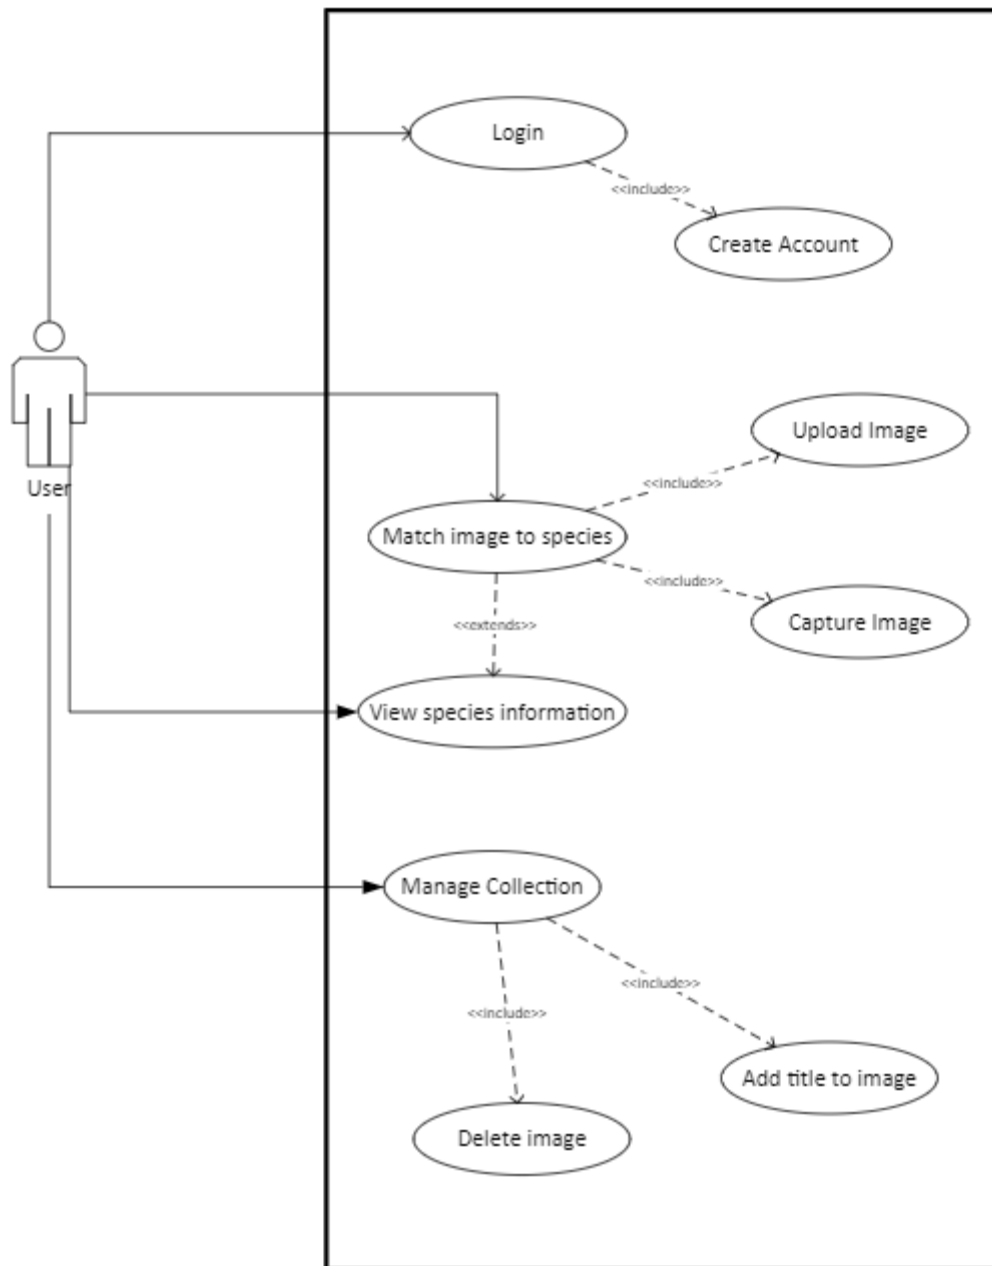 Login
<<include>>
Create Account
User
Upload Image
<<include>>
Match image to species
<<include>>
Capture Image
<<extends>>
View species information
Manage Collection
<<include>>
<<include>>
Add title to image
Delete image